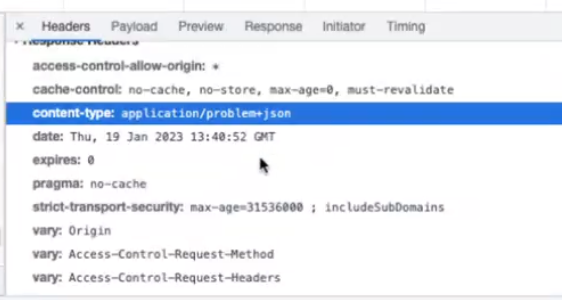 × Headers Payload Preview Response Initiator Timing
Response Headers
access-control-allow-origin: *
cache-control: no-cache, no-store, max-age=0, must-revalidate
content-type: application/problem+json
date: Thu, 19 Jan 2023 13:40:52 GMT
expires: 0
pragma: no-cache
strict-transport-security: max-age=31536000 ; includeSubDomains
vary: Origin
vary: Access-Control-Request-Method
vary: Access-Control-Request-Headers